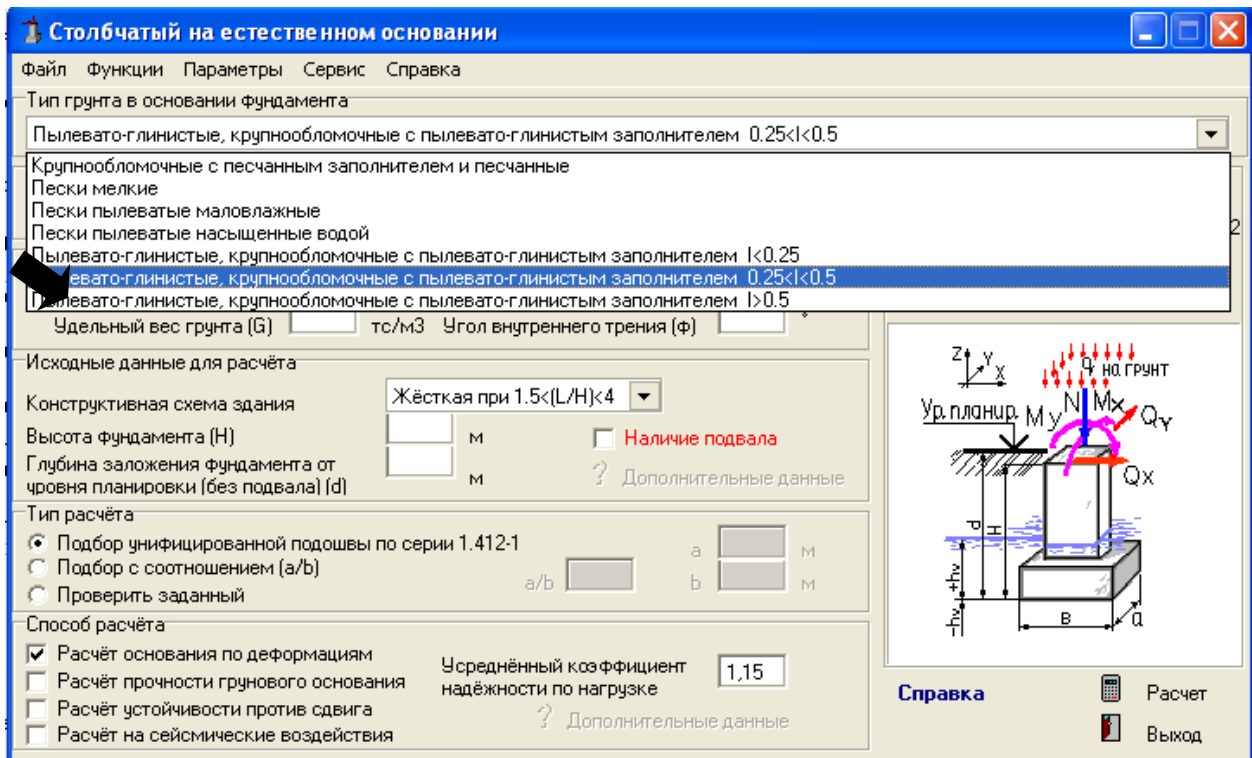 Столбчатый на естественном основании
Файл Функции Параметры Сервис Справка
Тип грунта в основании фундамента
Пылевато-глинистые, крупнообломочные с пылевато-глинистым заполнителем 0.25<I<0.5
Крупнообломочные с песчанным заполнителем и песчанные
Пески мелкие
Пески пылеватые маловлажные
Пески пылеватые насыщенные водой
2
Пылевато-глинистые, крупнообломочные с пылевато-глинистым заполнителем I<0.25
левато-глинистые, крупнообломочные с пылевато-глинистым заполнителем 0.25<I<0.5
Пылевато-глинистые, крупнообломочные с пылевато-глинистым заполнителем I>0.5
Удельный вес грунта (G) тс/м3 Угол внутреннего трения (ф) °
Исходные данные для расчёта
Конструктивная схема здания Жёсткая при 1.5<(L/H)<4
Высота фундамента (H) м Наличие подвала
Глубина заложения фундамента от
уровня планировки (без подвала) (d) м ? Дополнительные данные
Тип расчёта
Подбор унифицированной подошвы по серии 1.412-1
Подбор с соотношением (a/b)
Проверить заданный
a/b
a м
b м
Способ расчёта
Расчёт основания по деформациям
Расчёт прочности грунового основания
Расчёт устойчивости против сдвига
Расчёт на сейсмические воздействия
Усреднённый коэффициент
надёжности по нагрузке 1,15
? Дополнительные данные
Z Y X
q на грунт
Ур. планир. My N Mx Qy
Qx
d H
+hv
-hv
B a
Справка Расчет
Выход